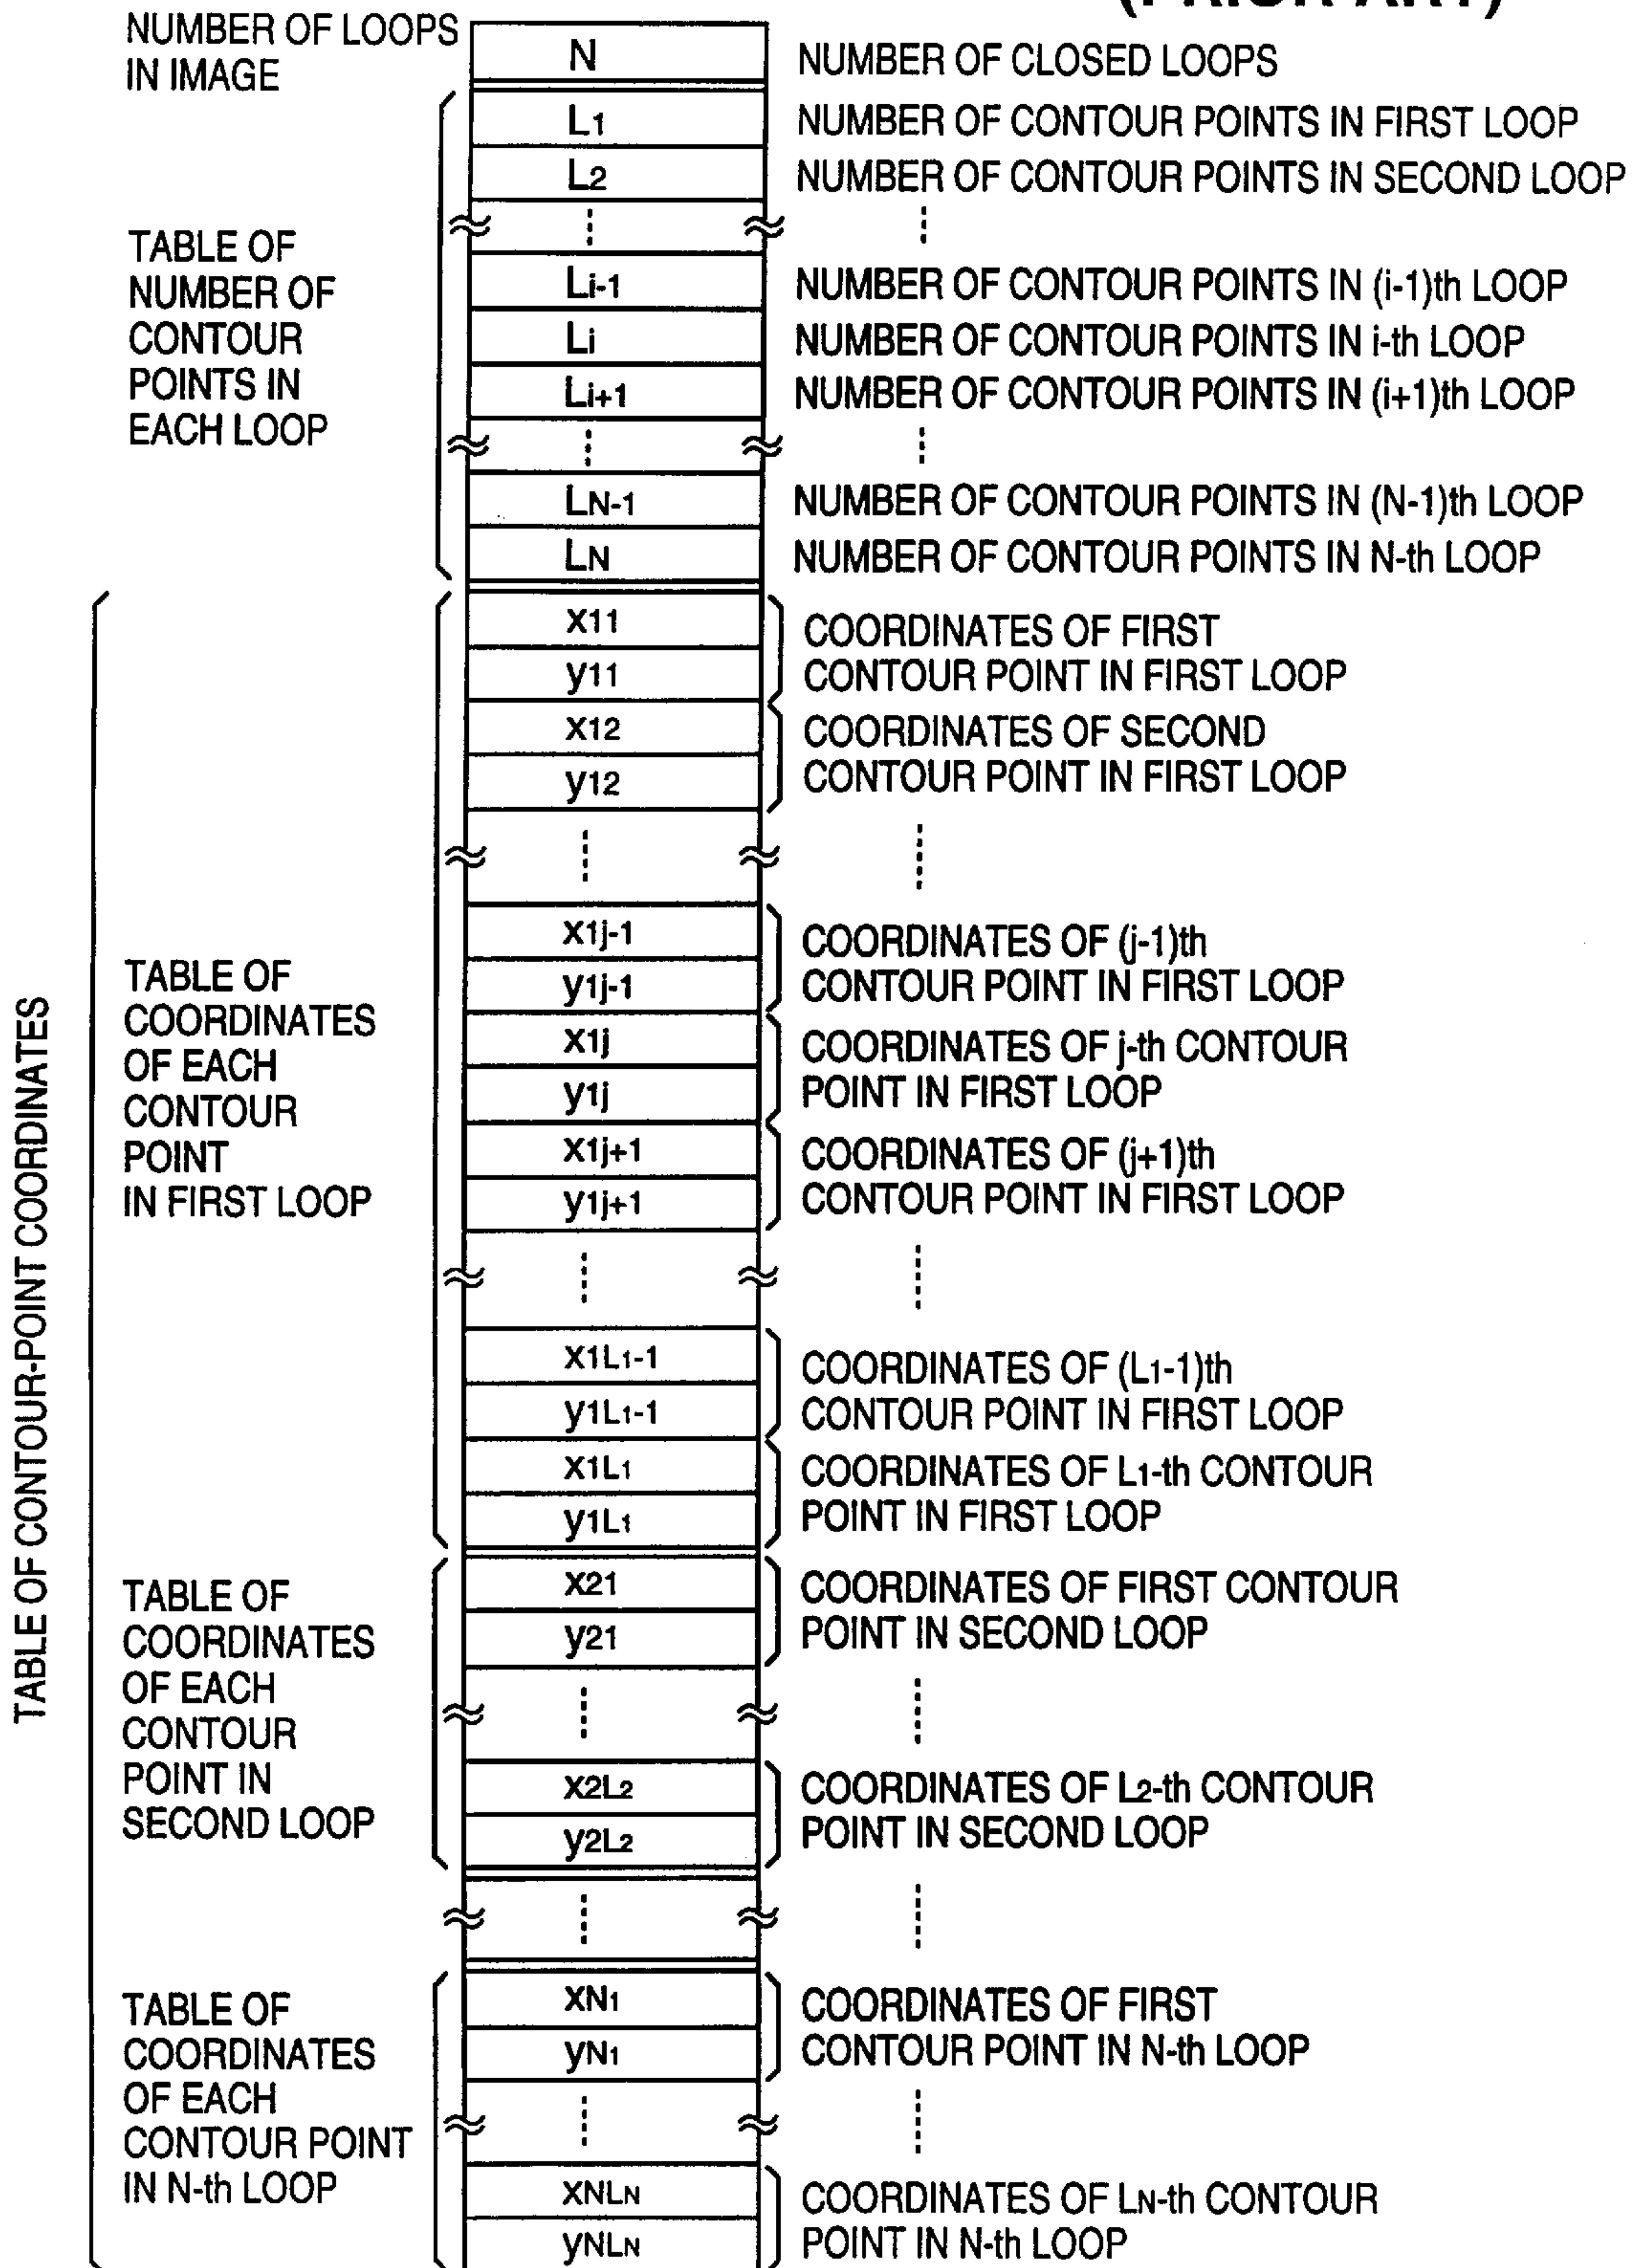 (PRIOR ART)
NUMBER OF LOOPS
IN IMAGE
N
NUMBER OF CLOSED LOOPS
TABLE OF
NUMBER OF
CONTOUR
POINTS IN
EACH LOOP
L1
NUMBER OF CONTOUR POINTS IN FIRST LOOP
L2
NUMBER OF CONTOUR POINTS IN SECOND LOOP
Li-1
NUMBER OF CONTOUR POINTS IN (i-1)th LOOP
Li
NUMBER OF CONTOUR POINTS IN i-th LOOP
Li+1
NUMBER OF CONTOUR POINTS IN (i+1)th LOOP
LN-1
NUMBER OF CONTOUR POINTS IN (N-1)th LOOP
LN
NUMBER OF CONTOUR POINTS IN N-th LOOP
TABLE OF CONTOUR-POINT COORDINATES
TABLE OF
COORDINATES
OF EACH
CONTOUR
POINT
IN FIRST LOOP
x11
y11
COORDINATES OF FIRST
CONTOUR POINT IN FIRST LOOP
x12
y12
COORDINATES OF SECOND
CONTOUR POINT IN FIRST LOOP
x1j-1
y1j-1
COORDINATES OF (j-1)th
CONTOUR POINT IN FIRST LOOP
x1j
y1j
COORDINATES OF j-th CONTOUR
POINT IN FIRST LOOP
x1j+1
y1j+1
COORDINATES OF (j+1)th
CONTOUR POINT IN FIRST LOOP
x1L1-1
y1L1-1
COORDINATES OF (L1-1)th
CONTOUR POINT IN FIRST LOOP
x1L1
y1L1
COORDINATES OF L1-th CONTOUR
POINT IN FIRST LOOP
TABLE OF
COORDINATES
OF EACH
CONTOUR
POINT IN
SECOND LOOP
x21
y21
COORDINATES OF FIRST CONTOUR
POINT IN SECOND LOOP
x2L2
y2L2
COORDINATES OF L2-th CONTOUR
POINT IN SECOND LOOP
TABLE OF
COORDINATES
OF EACH
CONTOUR POINT
IN N-th LOOP
xN1
yN1
COORDINATES OF FIRST
CONTOUR POINT IN N-th LOOP
xNLN
yNLN
COORDINATES OF LN-th CONTOUR
POINT IN N-th LOOP